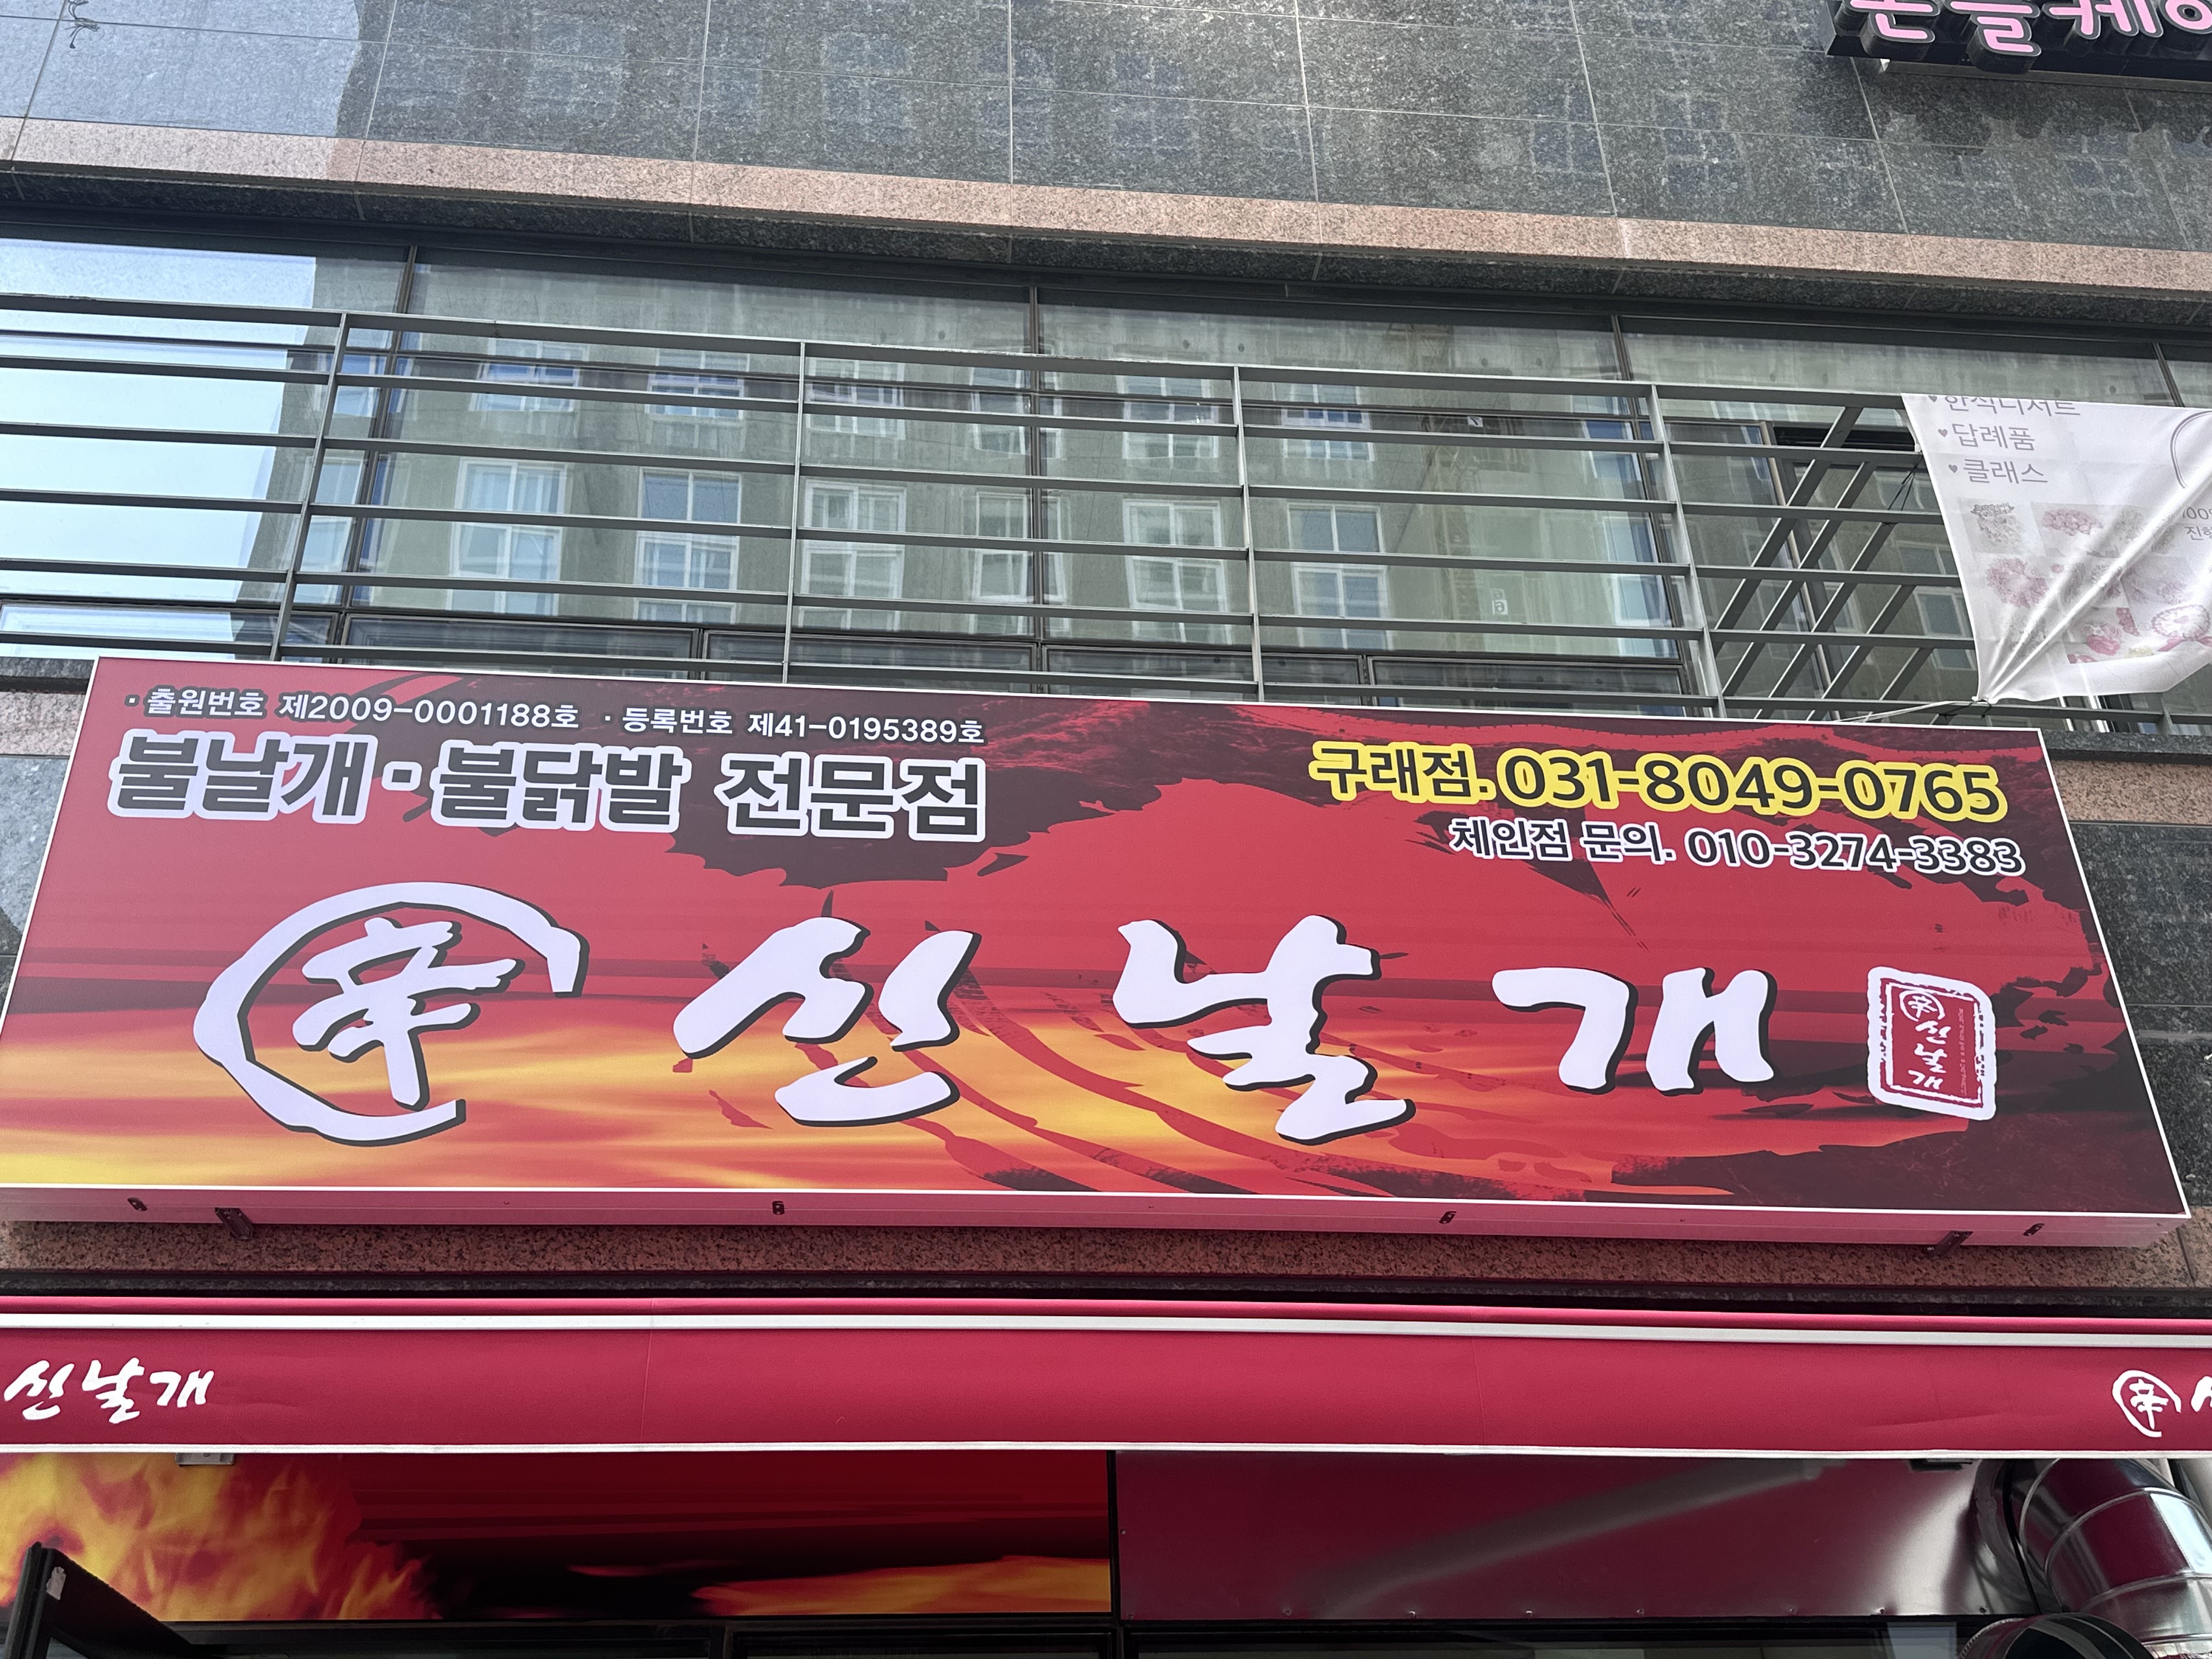 답례품
클래스
· 출원번호 제2009-0001188호 · 등록번호 제41-0195389호
불날개·불닭발 전문점
구래점. 031-8049-0765
체인점 문의. 010-3274-3383
辛 신날개
辛신날개
신날개
辛